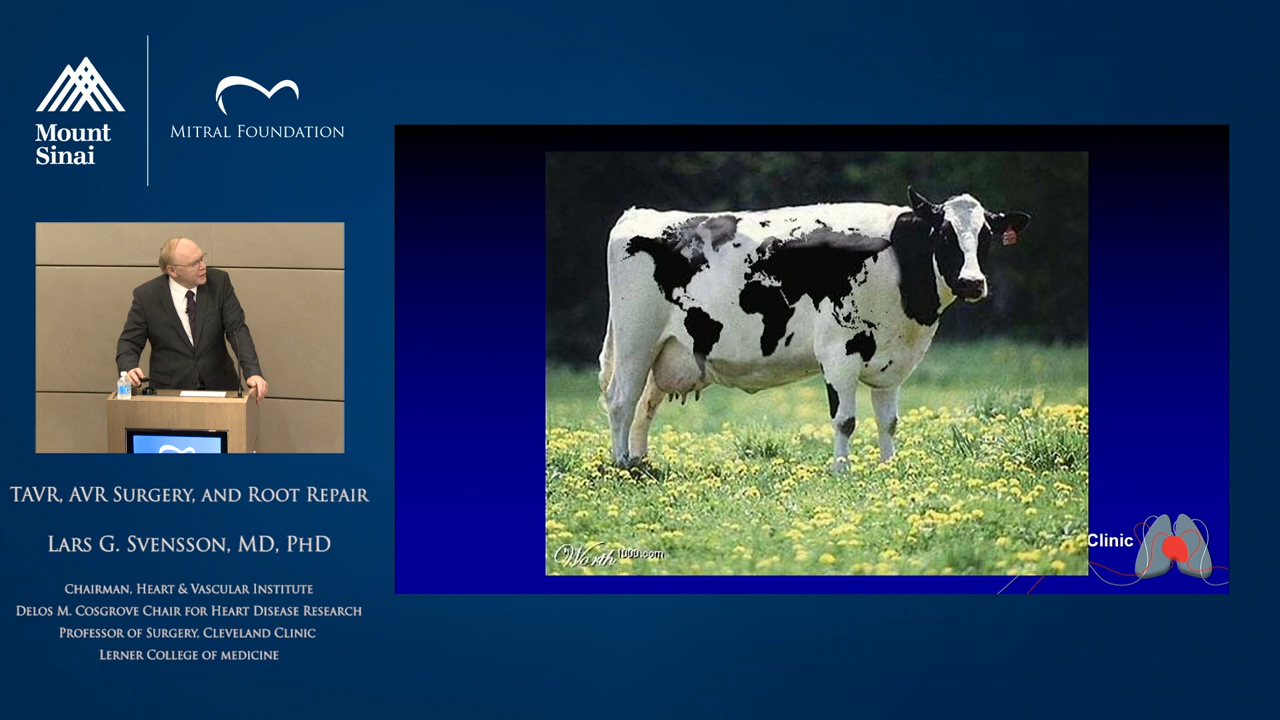 Mount
Sinai
MITRAL FOUNDATION
TAVR, AVR SURGERY, AND ROOT REPAIR
LARS G. SVENSSON, MD, PHD
CHAIRMAN, HEART & VASCULAR INSTITUTE
DELOS M. COSGROVE CHAIR FOR HEART DISEASE RESEARCH
PROFESSOR OF SURGERY, CLEVELAND CLINIC
LERNER COLLEGE OF MEDICINE
Clinic
Worth1000.com